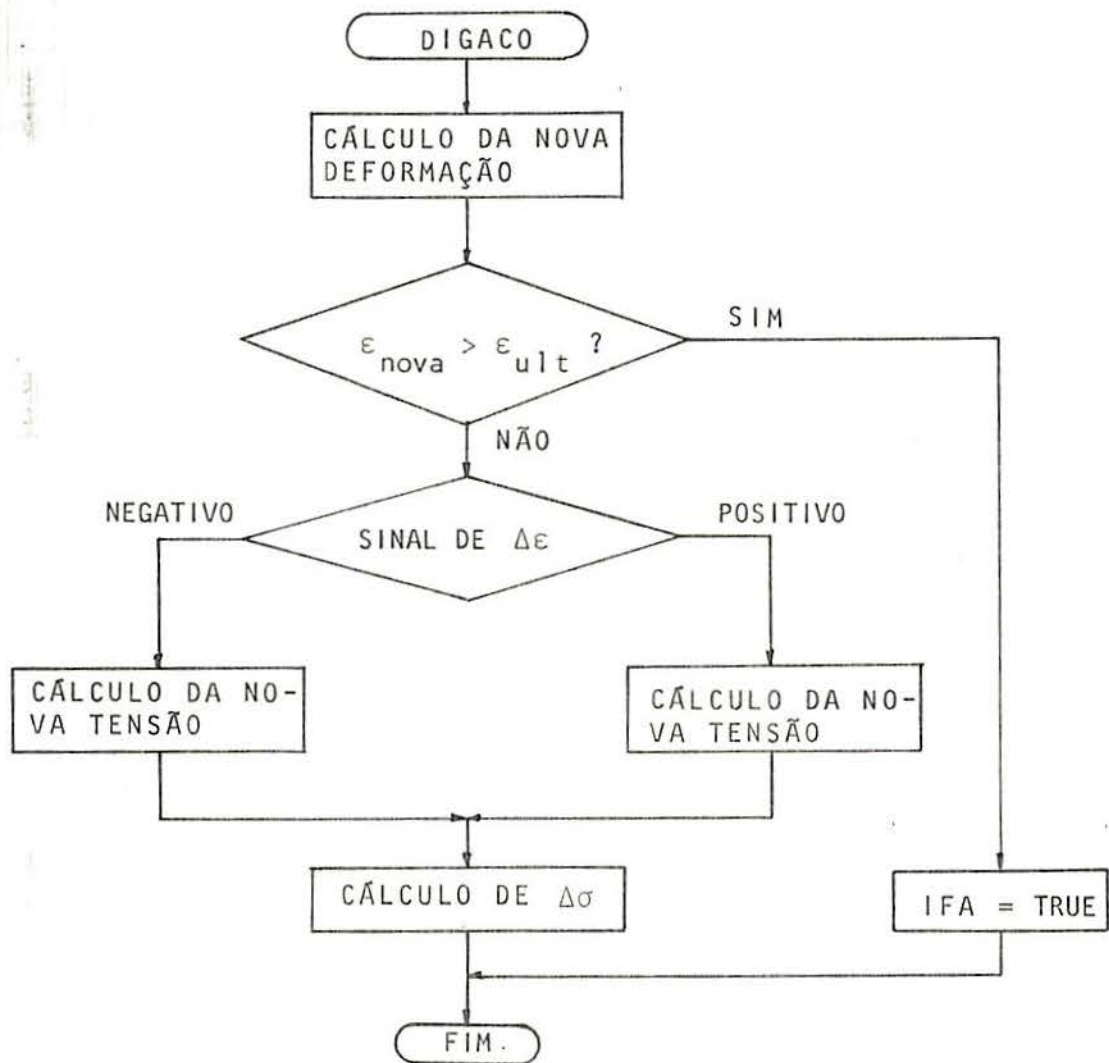 DIGACO
CÁLCULO DA NOVA
DEFORMAÇÃO
ε nova > ε ult ?
SIM
NÃO
NEGATIVO
SINAL DE Δε
POSITIVO
CÁLCULO DA NO-
VA TENSÃO
CÁLCULO DA NO-
VA TENSÃO
CÁLCULO DE Δσ
IFA = TRUE
FIM.